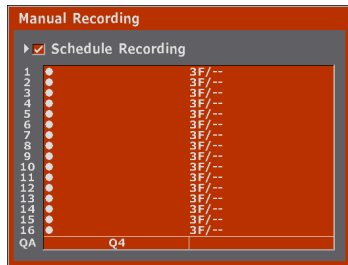 Manual Recording
Schedule Recording
1 3F/--
2 3F/--
3 3F/--
4 3F/--
5 3F/--
6 3F/--
7 3F/--
8 3F/--
9 3F/--
10 3F/--
11 3F/--
12 3F/--
13 3F/--
14 3F/--
15 3F/--
16 3F/--
QA Q4